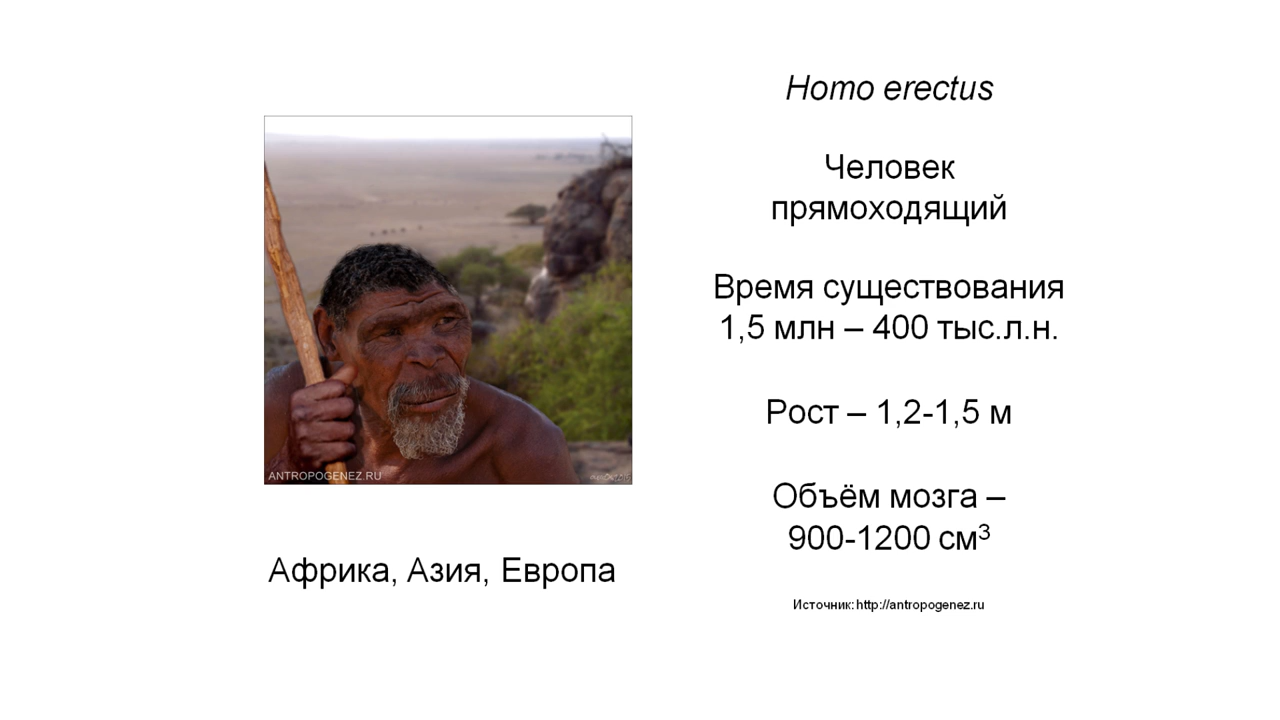 Homo erectus
Человек
прямоходящий
Время существования
1,5 млн – 400 тыс.л.н.
Рост – 1,2-1,5 м
Объём мозга –
900-1200 см³
Источник: http://antropogenez.ru
ANTROPOGENEZ.RU
Африка, Азия, Европа